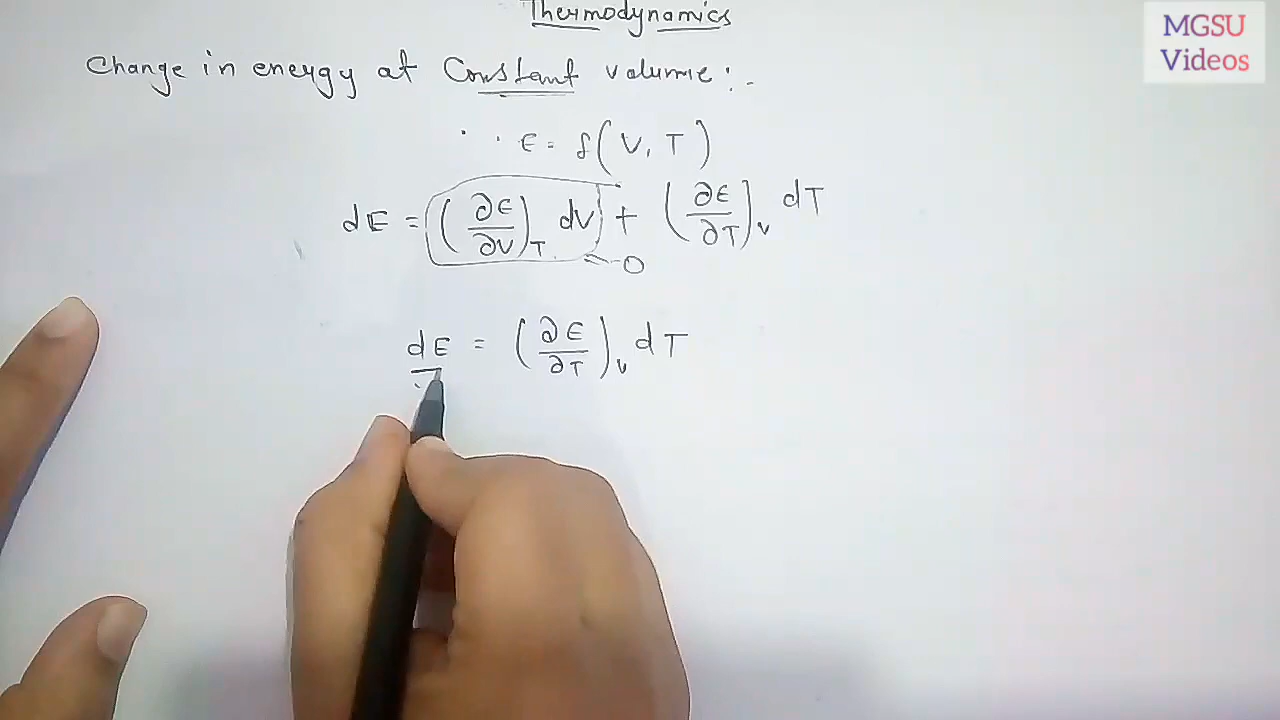 Thermodynamics
MGSU
Videos
Change in energy at Constant volume :-
∵ E = f(V, T)
dE = (∂E/∂V)_T dV + (∂E/∂T)_V dT
= 0
dE = (∂E/∂T)_V dT